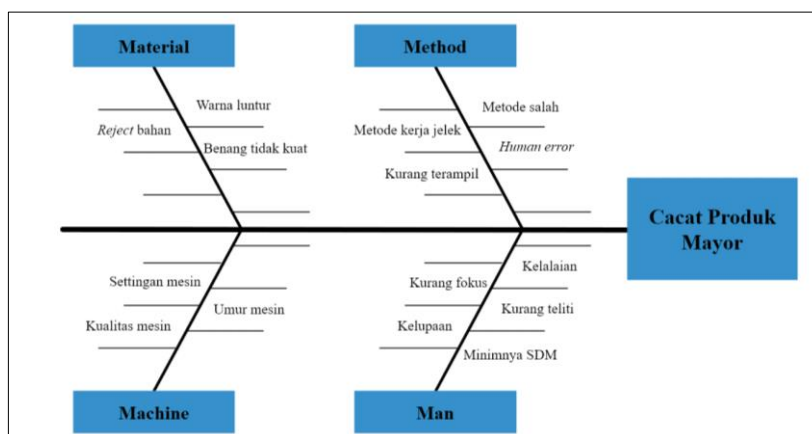 Material
Method
Warna luntur
Reject bahan
Benang tidak kuat
Metode salah
Metode kerja jelek
Human error
Kurang terampil
Cacat Produk
Mayor
Settingan mesin
Umur mesin
Kualitas mesin
Kelalaian
Kurang fokus
Kurang teliti
Kelupaan
Minimnya SDM
Machine
Man